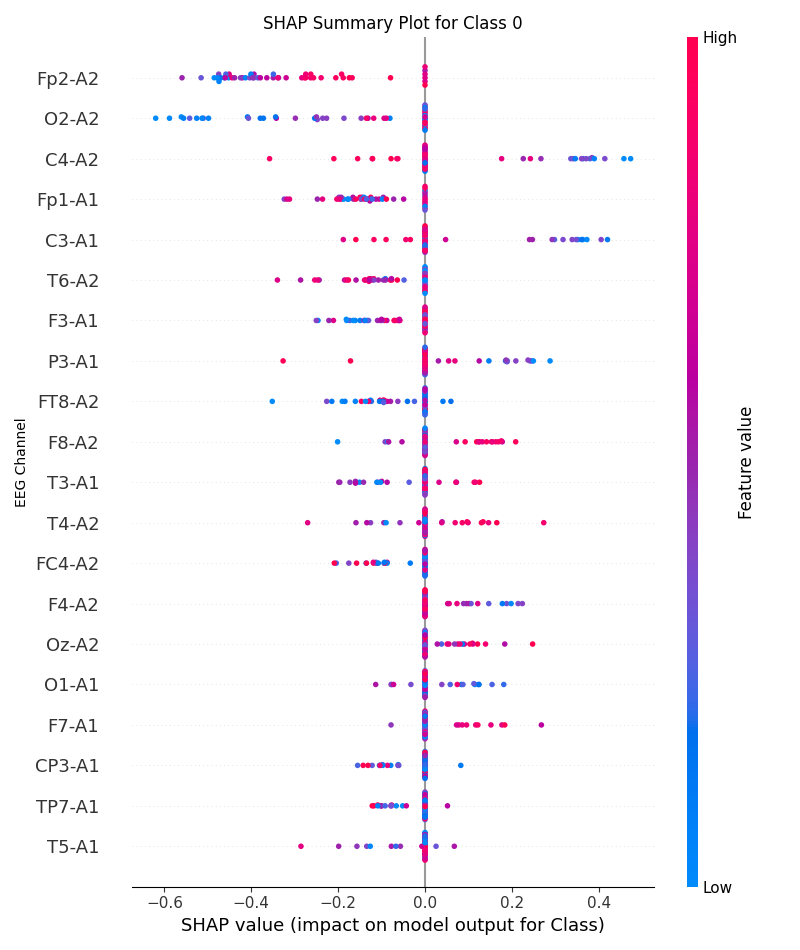 SHAP Summary Plot for Class 0
High
Fp2-A2
O2-A2
C4-A2
Fp1-A1
C3-A1
T6-A2
F3-A1
P3-A1
FT8-A2
F8-A2
T3-A1
T4-A2
FC4-A2
F4-A2
Oz-A2
O1-A1
F7-A1
CP3-A1
TP7-A1
T5-A1
EEG Channel
Feature value
Low
−0.6 −0.4 −0.2 0.0 0.2 0.4
SHAP value (impact on model output for Class)